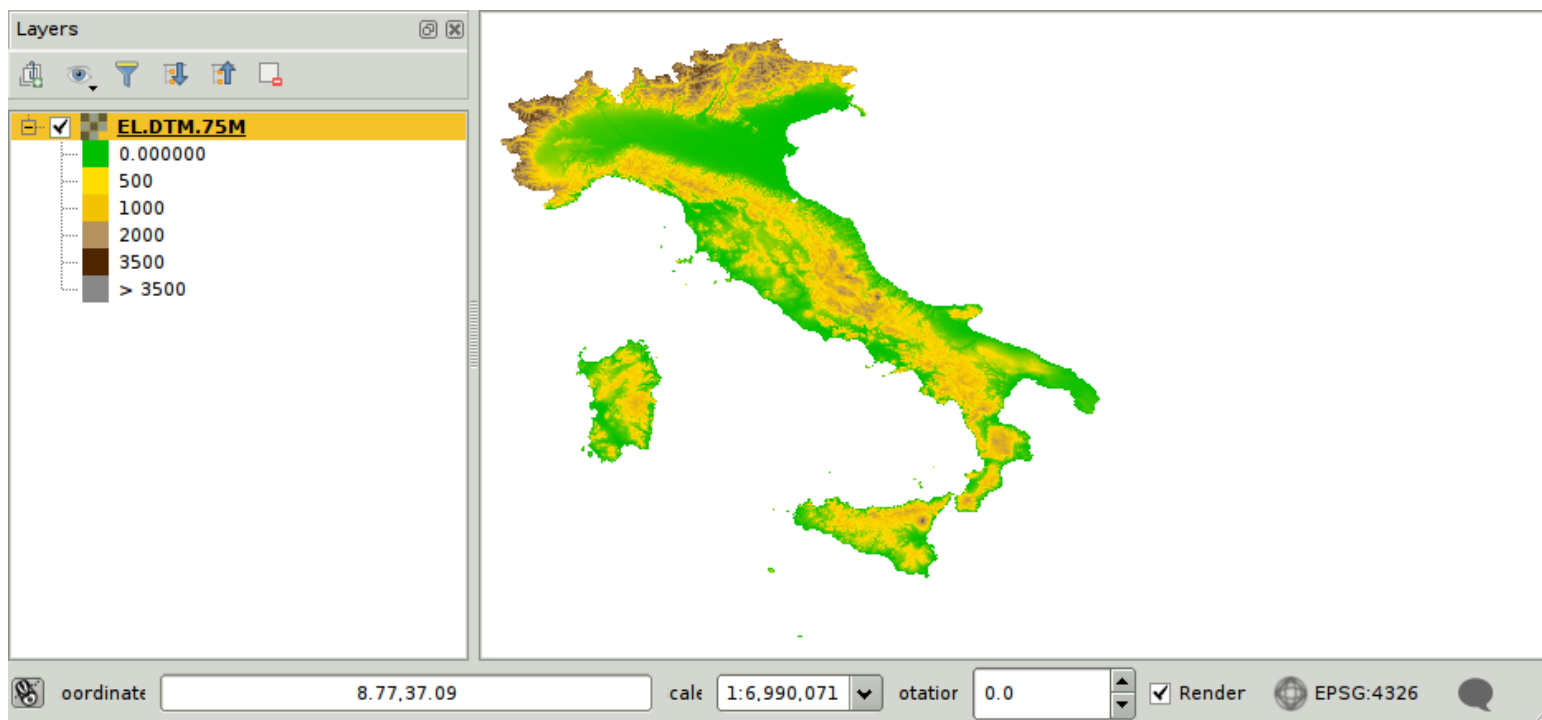 Layers
EL.DTM.75M
0.000000
500
1000
2000
3500
> 3500
oordinate 8.77,37.09 cale 1:6,990,071 otation 0.0 Render EPSG:4326